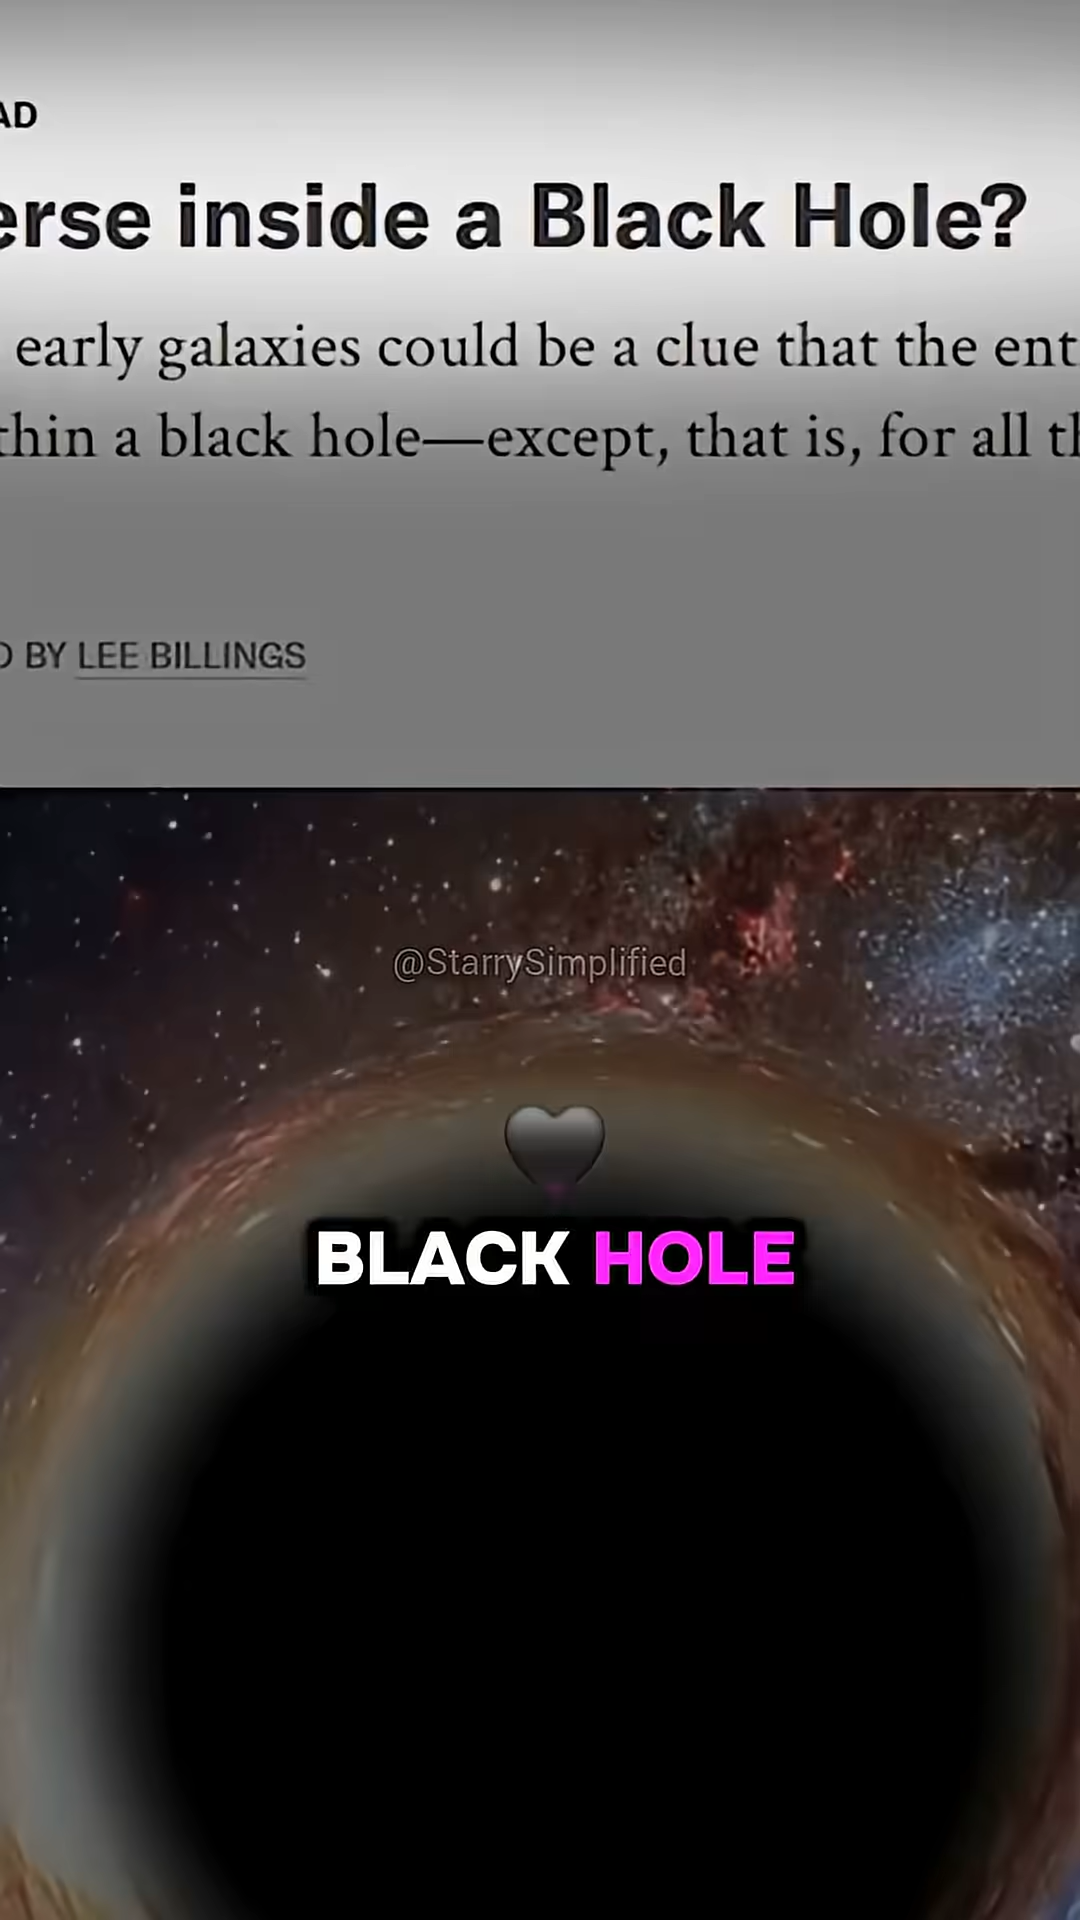 AD
erse inside a Black Hole?
early galaxies could be a clue that the ent
thin a black hole—except, that is, for all th
D BY LEE BILLINGS
@StarrySimplified
BLACK HOLE